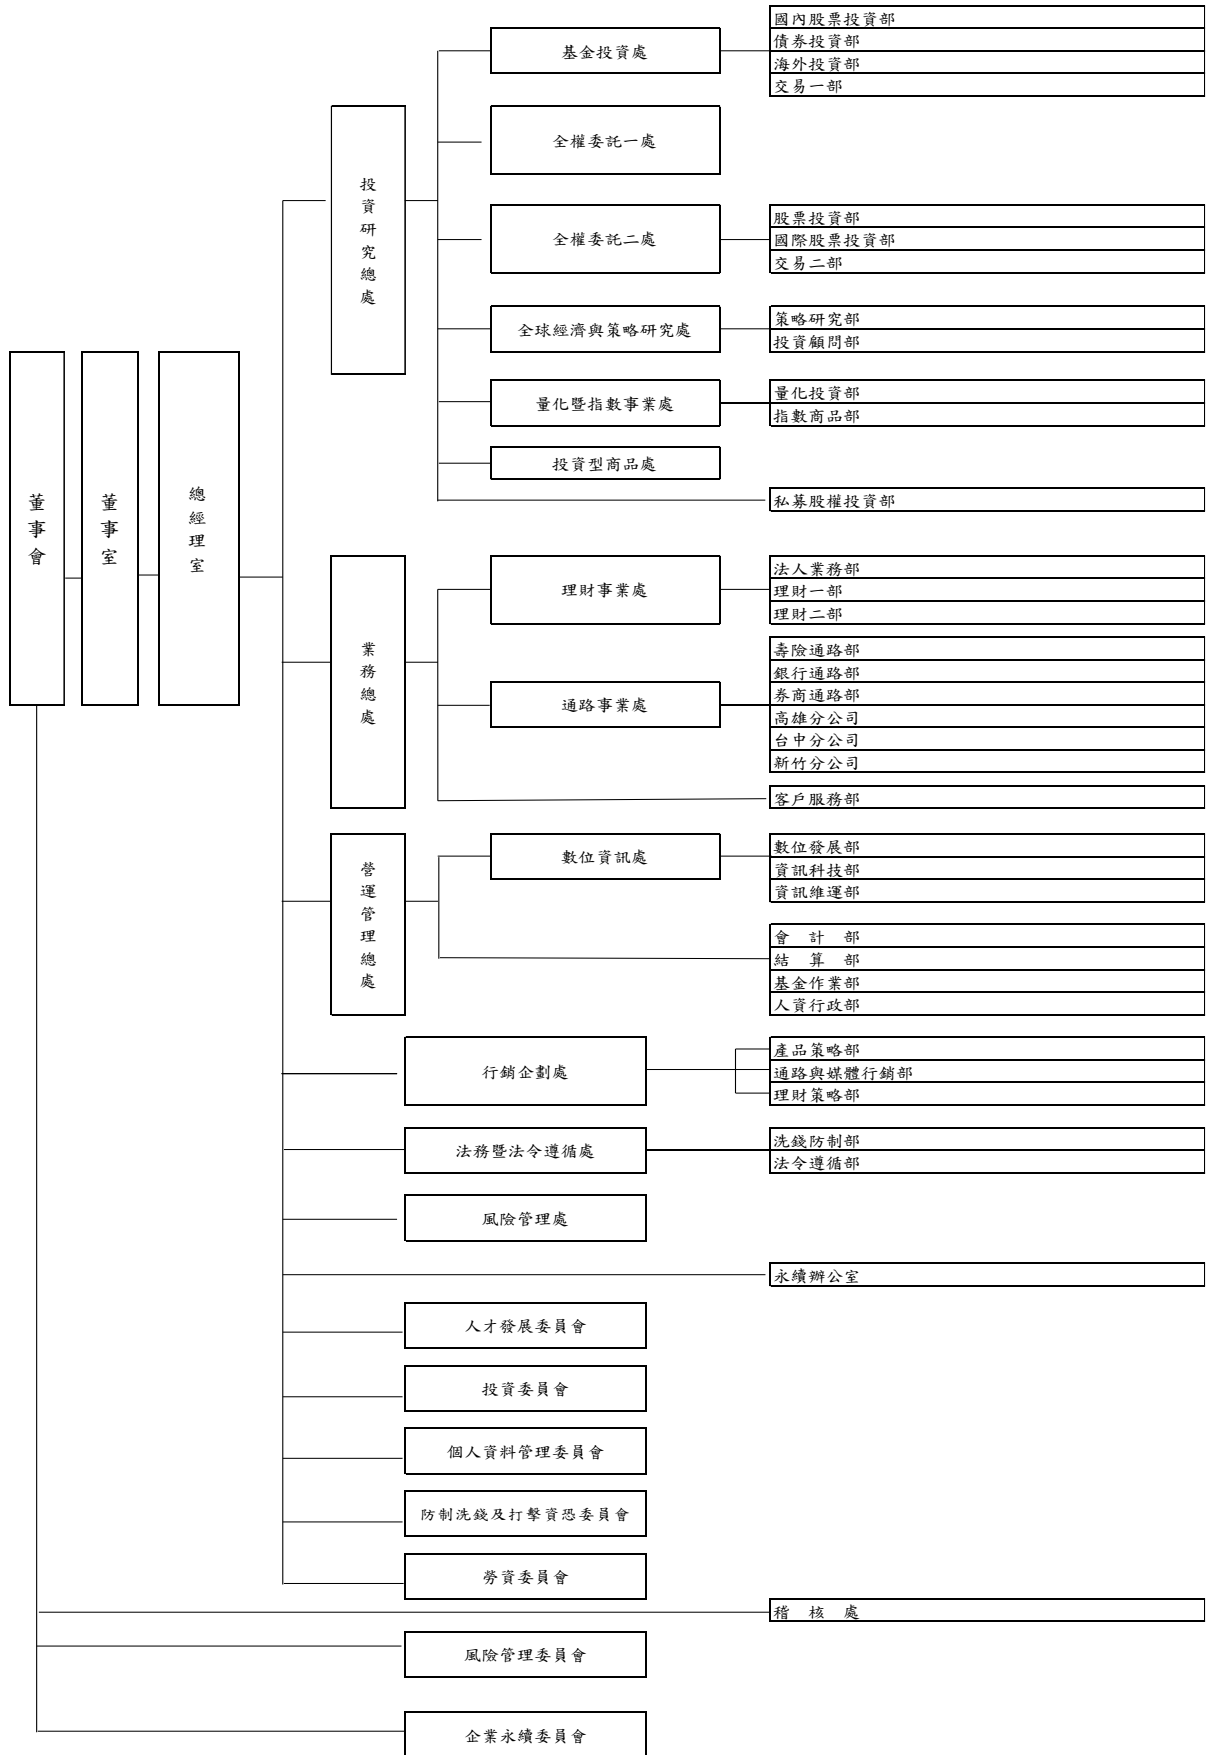 董事會
董事室
總經理室
投資研究總處
基金投資處
國內股票投資部
債券投資部
海外投資部
交易一部
全權委託一處
全權委託二處
股票投資部
國際股票投資部
交易二部
全球經濟與策略研究處
策略研究部
投資顧問部
量化暨指數事業處
量化投資部
指數商品部
投資型商品處
私募股權投資部
業務總處
理財事業處
法人業務部
理財一部
理財二部
通路事業處
壽險通路部
銀行通路部
券商通路部
高雄分公司
台中分公司
新竹分公司
客戶服務部
營運管理總處
數位資訊處
數位發展部
資訊科技部
資訊維運部
會 計 部
結 算 部
基金作業部
人資行政部
行銷企劃處
產品策略部
通路與媒體行銷部
理財策略部
法務暨法令遵循處
洗錢防制部
法令遵循部
風險管理處
永續辦公室
人才發展委員會
投資委員會
個人資料管理委員會
防制洗錢及打擊資恐委員會
勞資委員會
稽 核 處
風險管理委員會
企業永續委員會